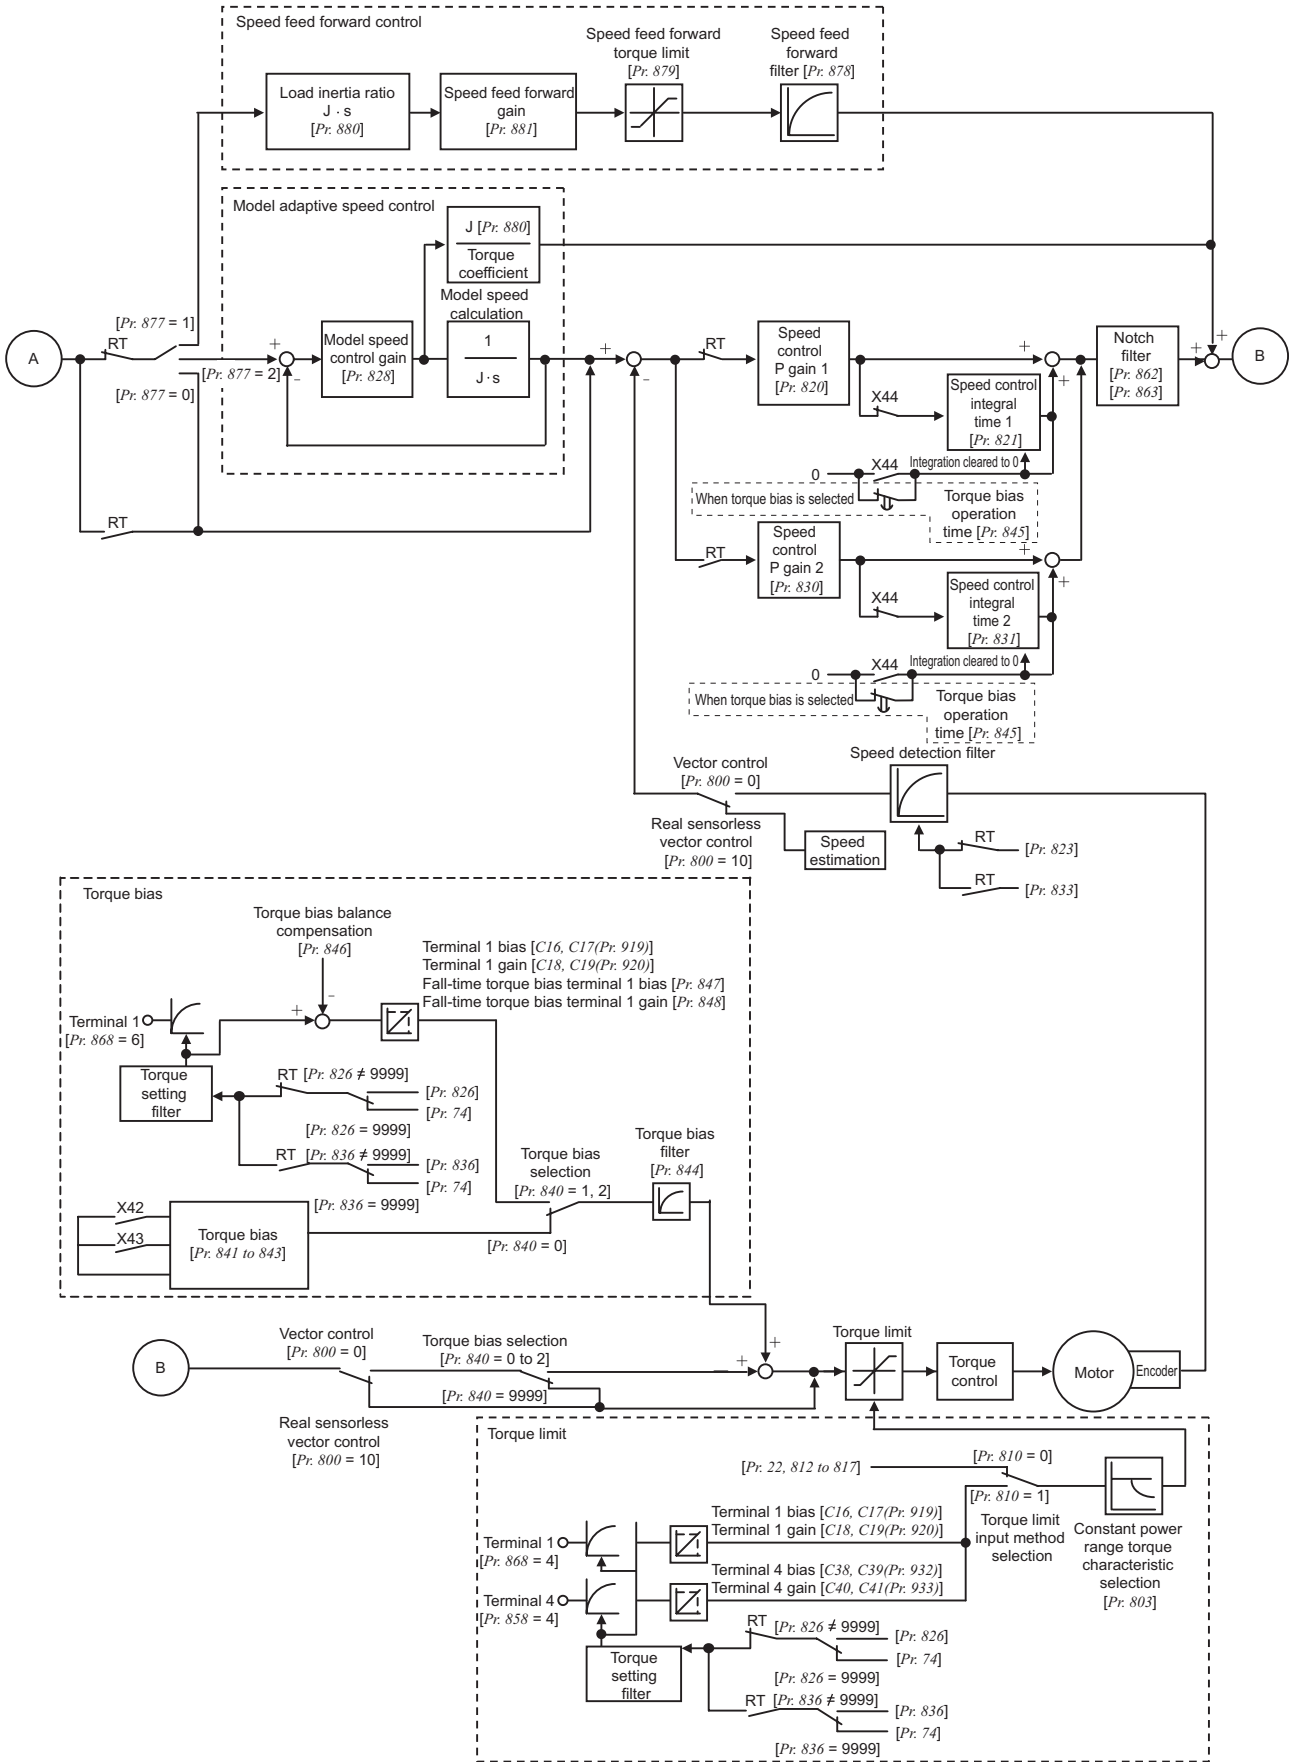 Speed feed forward control
Speed feed forward
torque limit
[Pr. 879]
Speed feed
forward
filter [Pr. 878]
Load inertia ratio
J · s
[Pr. 880]
Speed feed forward
gain
[Pr. 881]
Model adaptive speed control
J [Pr. 880]
Torque
coefficient
Model speed
calculation
[Pr. 877 = 1]
A
RT
[Pr. 877 = 2]
[Pr. 877 = 0]
+
-
Model speed
control gain
[Pr. 828]
1
J·s
RT
+
-
RT
Speed
control
P gain 1
[Pr. 820]
+
+
X44
Speed control
integral
time 1
[Pr. 821]
Notch
filter
[Pr. 862]
[Pr. 863]
+
+
B
0
X44
Integration cleared to 0
When torque bias is selected
Torque bias
operation
time [Pr. 845]
RT
Speed
control
P gain 2
[Pr. 830]
+
+
X44
Speed control
integral
time 2
[Pr. 831]
0
X44
Integration cleared to 0
When torque bias is selected
Torque bias
operation
time [Pr. 845]
Vector control
[Pr. 800 = 0]
Speed detection filter
Real sensorless
vector control
[Pr. 800 = 10]
Speed
estimation
RT
[Pr. 823]
RT
[Pr. 833]
Torque bias
Torque bias balance
compensation
[Pr. 846]
Terminal 1 bias [C16, C17(Pr. 919)]
Terminal 1 gain [C18, C19(Pr. 920)]
Fall-time torque bias terminal 1 bias [Pr. 847]
Fall-time torque bias terminal 1 gain [Pr. 848]
Terminal 1
[Pr. 868 = 6]
+
-
Torque
setting
filter
RT [Pr. 826 ≠ 9999]
[Pr. 826]
[Pr. 74]
[Pr. 826 = 9999]
RT [Pr. 836 ≠ 9999]
[Pr. 836]
[Pr. 74]
[Pr. 836 = 9999]
Torque bias
selection
[Pr. 840 = 1, 2]
Torque bias
filter
[Pr. 844]
X42
X43
Torque bias
[Pr. 841 to 843]
[Pr. 840 = 0]
B
Vector control
[Pr. 800 = 0]
Torque bias selection
[Pr. 840 = 0 to 2]
[Pr. 840 = 9999]
Real sensorless
vector control
[Pr. 800 = 10]
+
+
Torque limit
Torque
control
Motor
Encoder
Torque limit
[Pr. 22, 812 to 817]
[Pr. 810 = 0]
[Pr. 810 = 1]
Torque limit
input method
selection
Constant power
range torque
characteristic
selection
[Pr. 803]
Terminal 1 bias [C16, C17(Pr. 919)]
Terminal 1 gain [C18, C19(Pr. 920)]
Terminal 1
[Pr. 868 = 4]
Terminal 4 bias [C38, C39(Pr. 932)]
Terminal 4 gain [C40, C41(Pr. 933)]
Terminal 4
[Pr. 858 = 4]
Torque
setting
filter
RT [Pr. 826 ≠ 9999]
[Pr. 826]
[Pr. 74]
[Pr. 826 = 9999]
RT [Pr. 836 ≠ 9999]
[Pr. 836]
[Pr. 74]
[Pr. 836 = 9999]